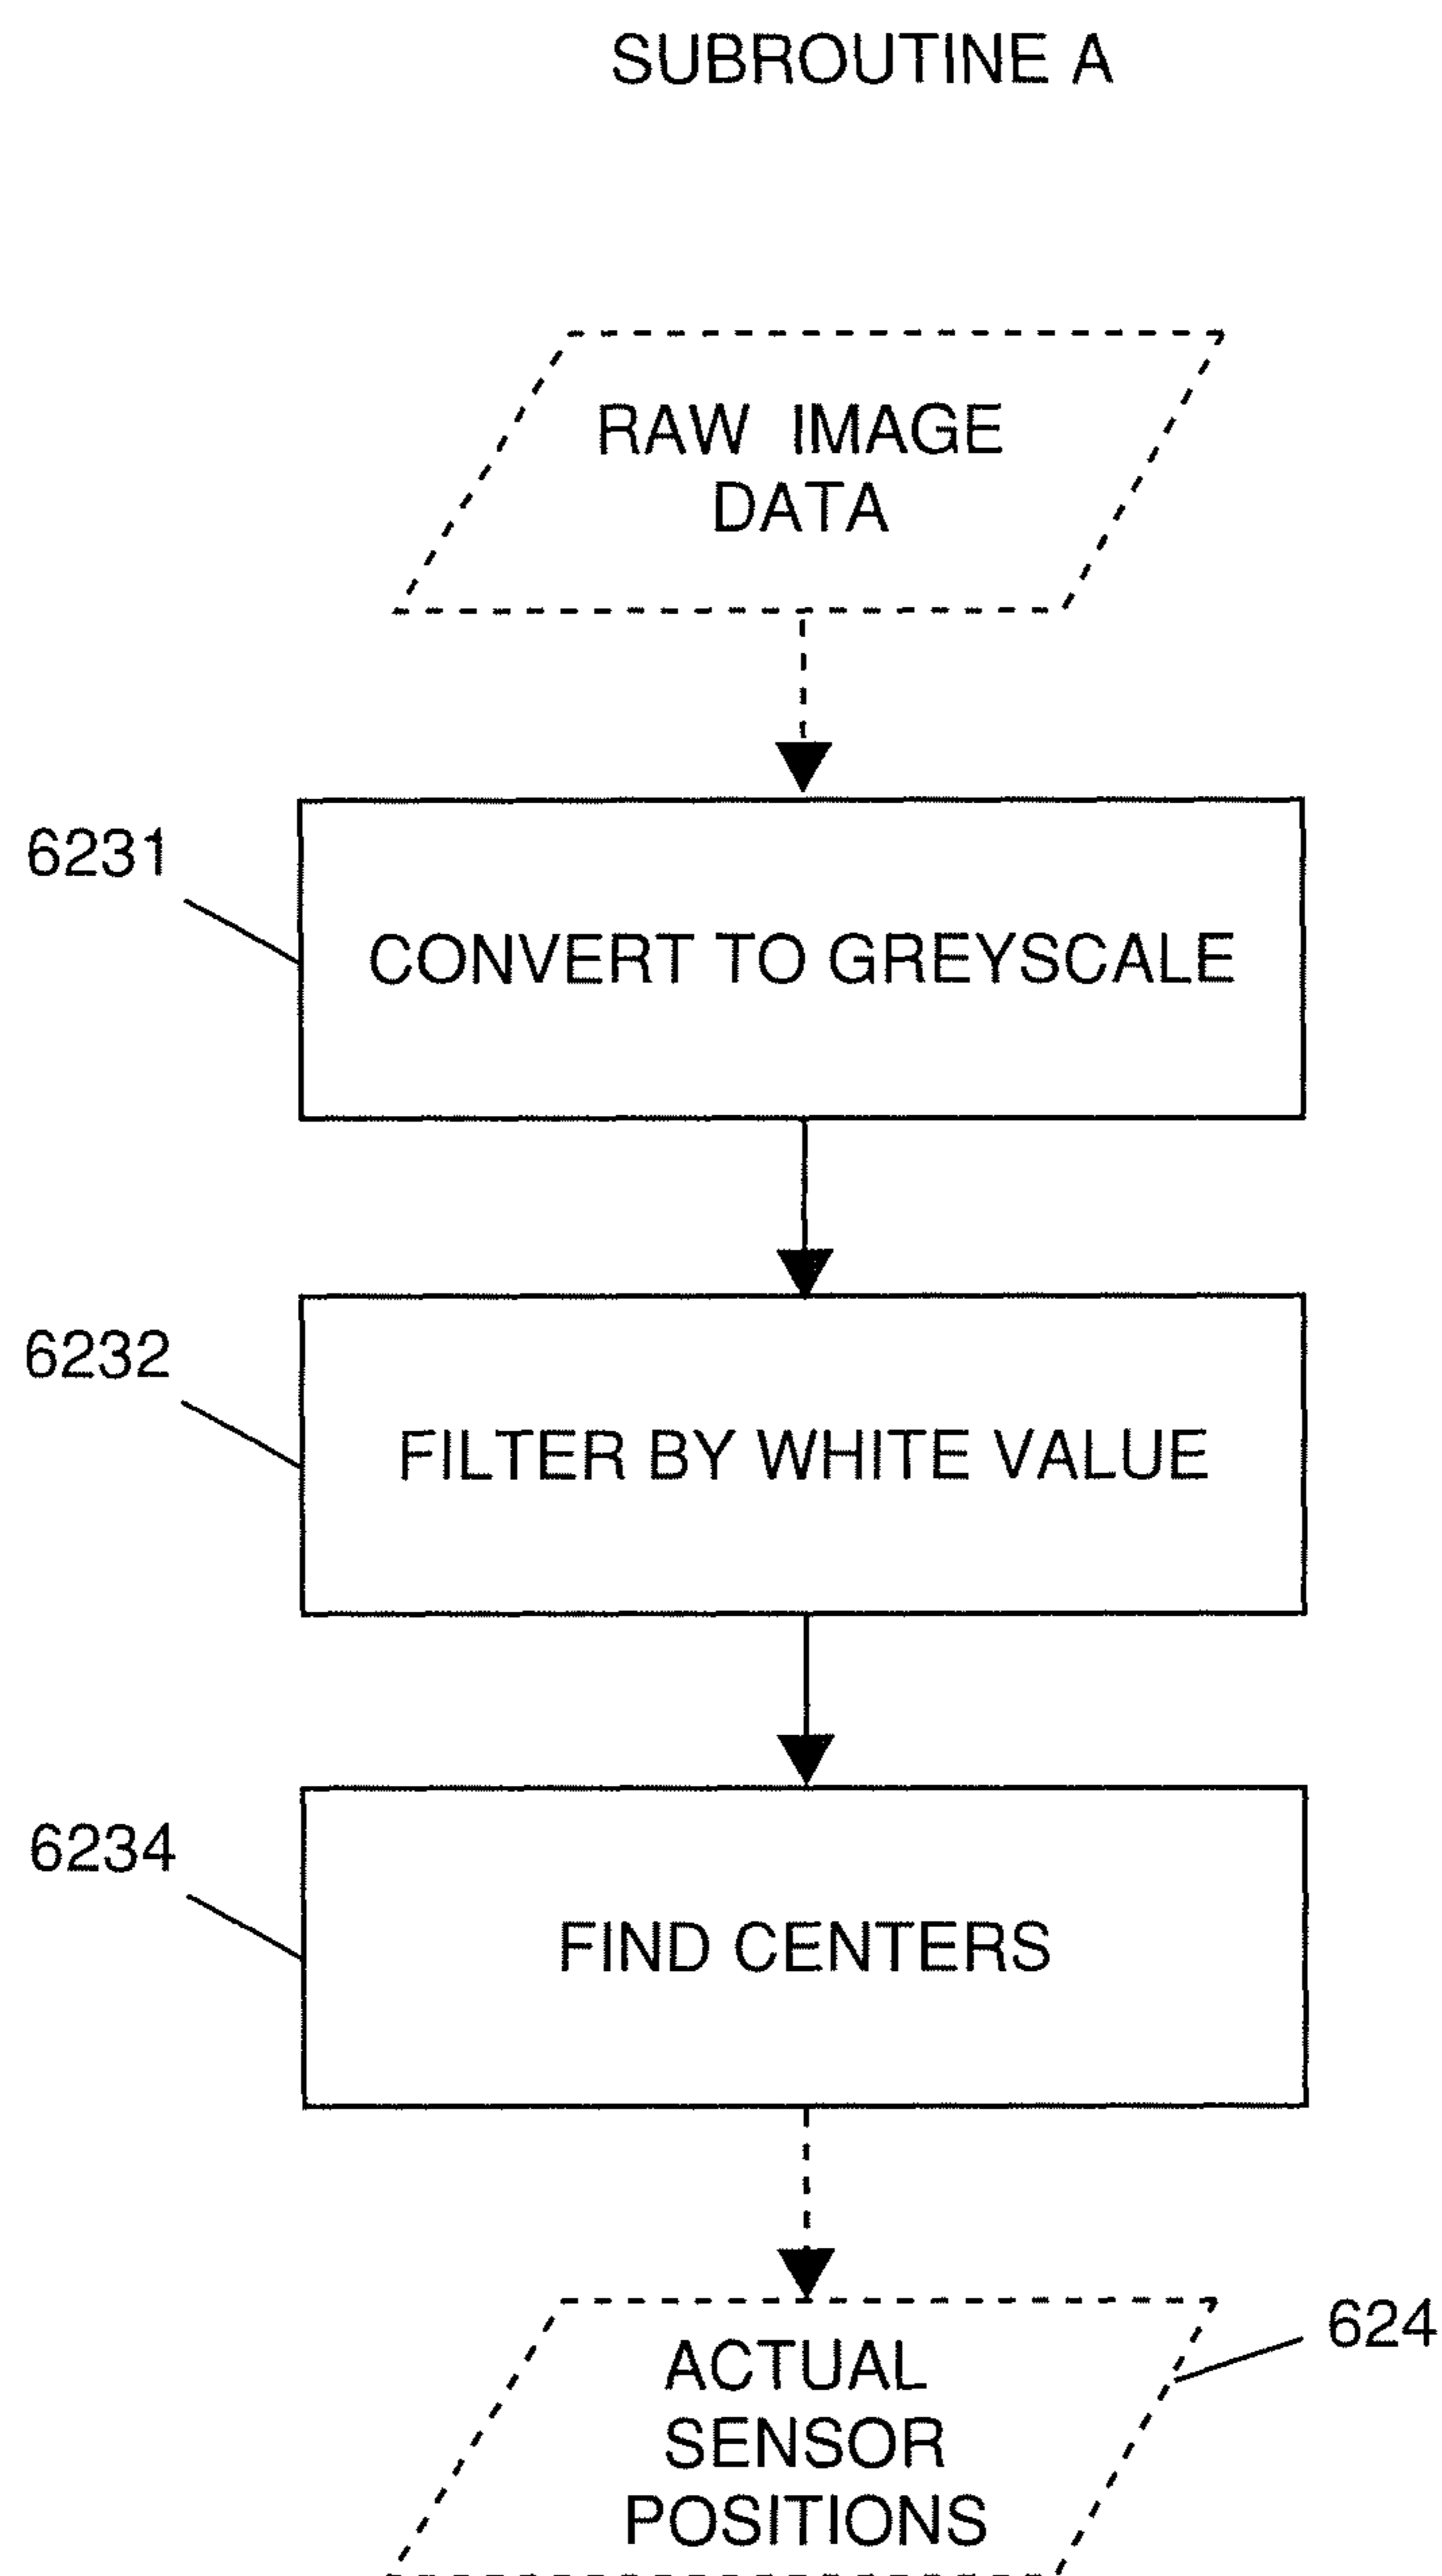 SUBROUTINE A
RAW IMAGE
DATA
6231
CONVERT TO GREYSCALE
6232
FILTER BY WHITE VALUE
6234
FIND CENTERS
624
ACTUAL
SENSOR
POSITIONS